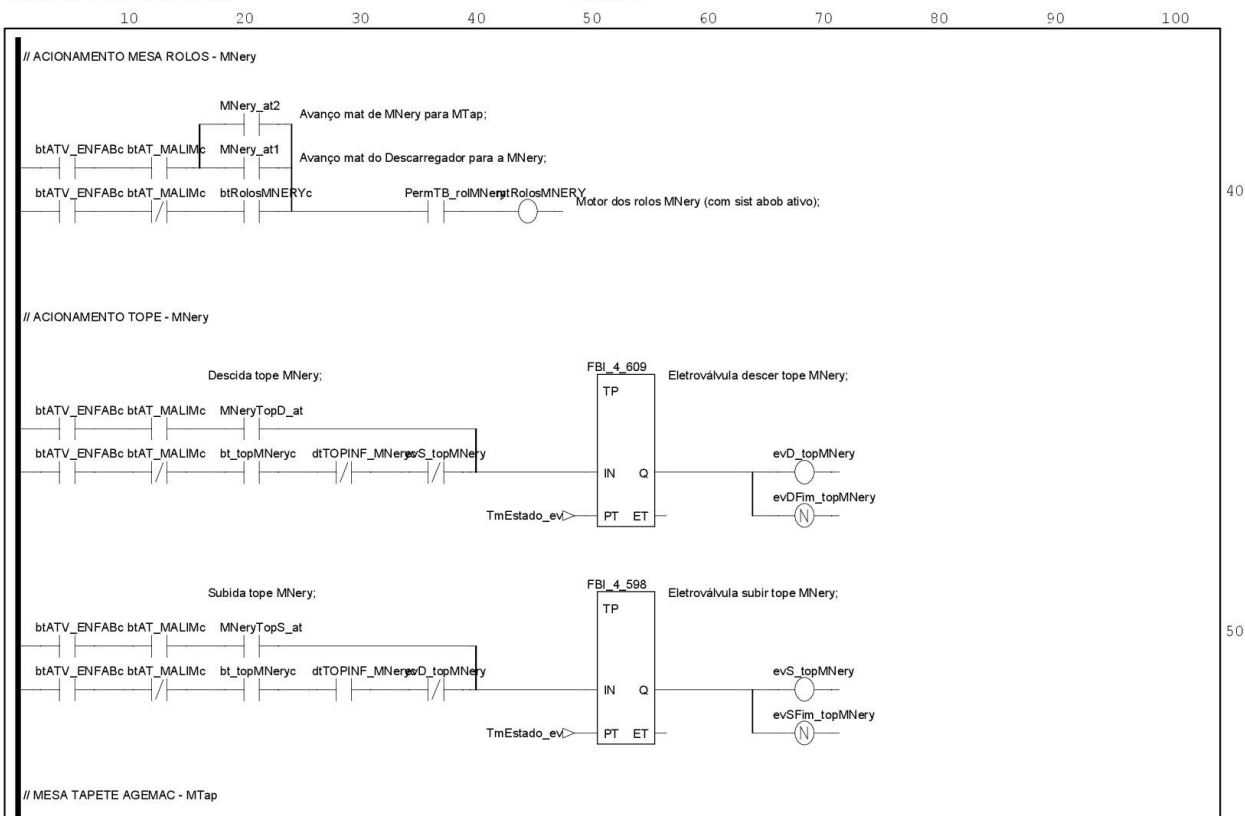 10 20 30 40 50 60 70 80 90 100
// ACIONAMENTO MESA ROLOS - MNery
MNery_at2
Avanço mat de MNery para MTap;
btATV_ENFABc btAT_MALIMc MNery_at1
Avanço mat do Descarregador para a MNery;
btATV_ENFABc btAT_MALIMc btRolosMNERYc PermTB_rolMNery mtRolosMNERY
Motor dos rolos MNery (com sist abob ativo);
40
// ACIONAMENTO TOPE - MNery
FBI_4_609
Descida tope MNery;
Eletroválvula descer tope MNery;
TP
btATV_ENFABc btAT_MALIMc MNeryTopD_at
btATV_ENFABc btAT_MALIMc bt_topMNeryc dtTOPINF_MNeryc evS_topMNery
evD_topMNery
IN Q
evDFim_topMNery
TmEstado_ev PT ET
N
FBI_4_598
Subida tope MNery;
Eletroválvula subir tope MNery;
TP
btATV_ENFABc btAT_MALIMc MNeryTopS_at
50
btATV_ENFABc btAT_MALIMc bt_topMNeryc dtTOPINF_MNeryc evD_topMNery
evS_topMNery
IN Q
evSFim_topMNery
TmEstado_ev PT ET
N
// MESA TAPETE AGEMAC - MTap